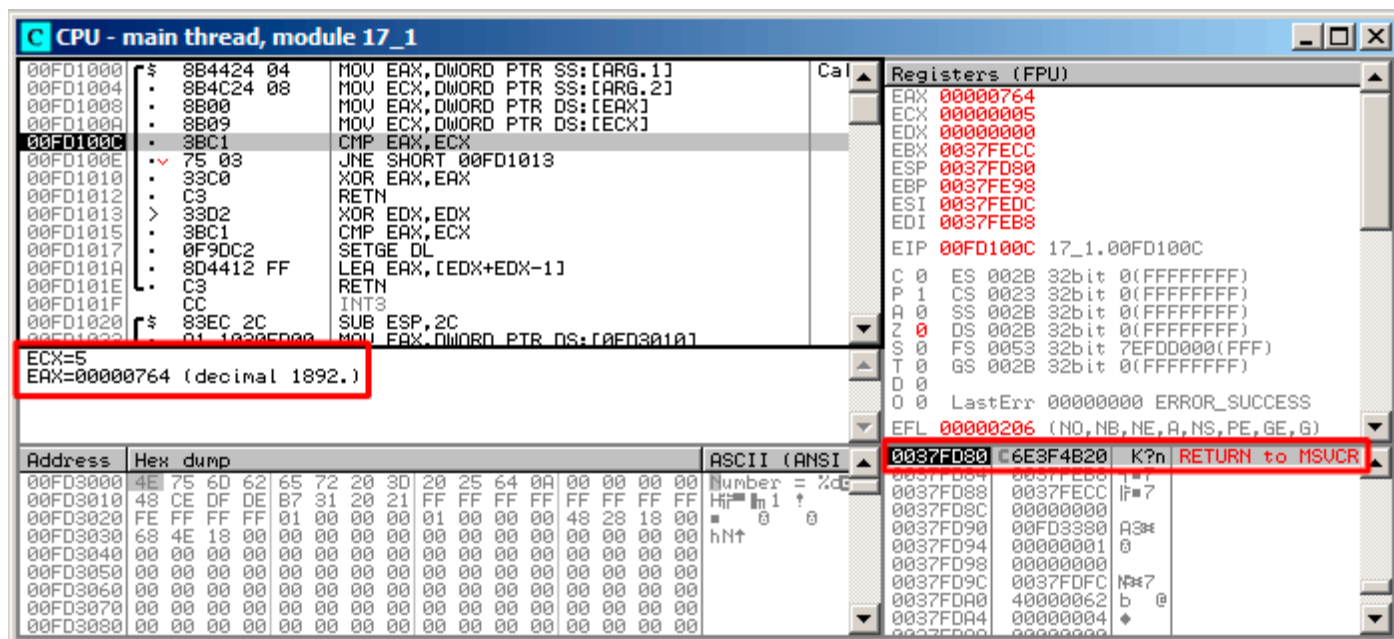 C CPU - main thread, module 17_1
00FD1000 $ 8B4424 04 MOV EAX,DWORD PTR SS:[ARG.1] Cal
00FD1004 . 8B4C24 08 MOV ECX,DWORD PTR SS:[ARG.2]
00FD1008 . 8B00 MOV EAX,DWORD PTR DS:[EAX]
00FD100A . 8B09 MOV ECX,DWORD PTR DS:[ECX]
00FD100C . 3BC1 CMP EAX,ECX
00FD100E . 75 03 JNE SHORT 00FD1013
00FD1010 . 33C0 XOR EAX,EAX
00FD1012 . C3 RETN
00FD1013 > 33D2 XOR EDX,EDX
00FD1015 . 3BC1 CMP EAX,ECX
00FD1017 . 0F9DC2 SETGE DL
00FD101A . 8D4412 FF LEA EAX,[EDX+EDX-1]
00FD101E . C3 RETN
00FD101F CC INT3
00FD1020 $ 83EC 2C SUB ESP,2C
MOV EAX,DWORD PTR DS:[0FD3010]
ECX=5
EAX=00000764 (decimal 1892.)
Registers (FPU)
EAX 00000764
ECX 00000005
EDX 00000000
EBX 0037FECC
ESP 0037FD80
EBP 0037FE98
ESI 0037FEDC
EDI 0037FEB8
EIP 00FD100C 17_1.00FD100C
C 0 ES 002B 32bit 0(FFFFFFFF)
P 1 CS 0023 32bit 0(FFFFFFFF)
A 0 SS 002B 32bit 0(FFFFFFFF)
Z 0 DS 002B 32bit 0(FFFFFFFF)
S 0 FS 0053 32bit 7EFDD000(FFF)
T 0 GS 002B 32bit 0(FFFFFFFF)
D 0
O 0 LastErr 00000000 ERROR_SUCCESS
EFL 00000206 (NO,NB,NE,A,NS,PE,GE,G)
Address Hex dump ASCII (ANSI
00FD3000 4E 75 6D 62 65 72 20 3D 20 25 64 0A 00 00 00 00 Number = %d
00FD3010 48 CE DF DE B7 31 20 21 FF FF FF FF FF FF FF FF
00FD3020 FE FF FF FF 01 00 00 00 01 00 00 00 48 28 18 00
00FD3030 68 4E 18 00 00 00 00 00 00 00 00 00 00 00 00 00 hN↑
00FD3040 00 00 00 00 00 00 00 00 00 00 00 00 00 00 00 00
00FD3050 00 00 00 00 00 00 00 00 00 00 00 00 00 00 00 00
00FD3060 00 00 00 00 00 00 00 00 00 00 00 00 00 00 00 00
00FD3070 00 00 00 00 00 00 00 00 00 00 00 00 00 00 00 00
00FD3080 00 00 00 00 00 00 00 00 00 00 00 00 00 00 00 00
0037FD80 C6E3F4B20 K?n RETURN to MSVCR
0037FD84 0037FEB8
0037FD88 0037FECC
0037FD8C 00000000
0037FD90 00FD3380
0037FD94 00000001
0037FD98 00000000
0037FD9C 0037FDFC
0037FDA0 40000062 b @
0037FDA4 00000004 ♦